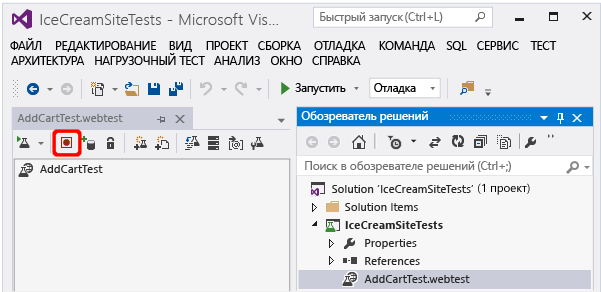 IceCreamSiteTests - Microsoft Vis...
Быстрый запуск (Ctrl+L)
ФАЙЛ РЕДАКТИРОВАНИЕ ВИД ПРОЕКТ СБОРКА ОТЛАДКА КОМАНДА SQL СЕРВИС ТЕСТ
АРХИТЕКТУРА НАГРУЗОЧНЫЙ ТЕСТ АНАЛИЗ ОКНО СПРАВКА
Запустить
Отладка
AddCartTest.webtest
AddCartTest
Обозреватель решений
Поиск в обозревателе решений (Ctrl+;)
Solution 'IceCreamSiteTests' (1 проект)
Solution Items
IceCreamSiteTests
Properties
References
AddCartTest.webtest